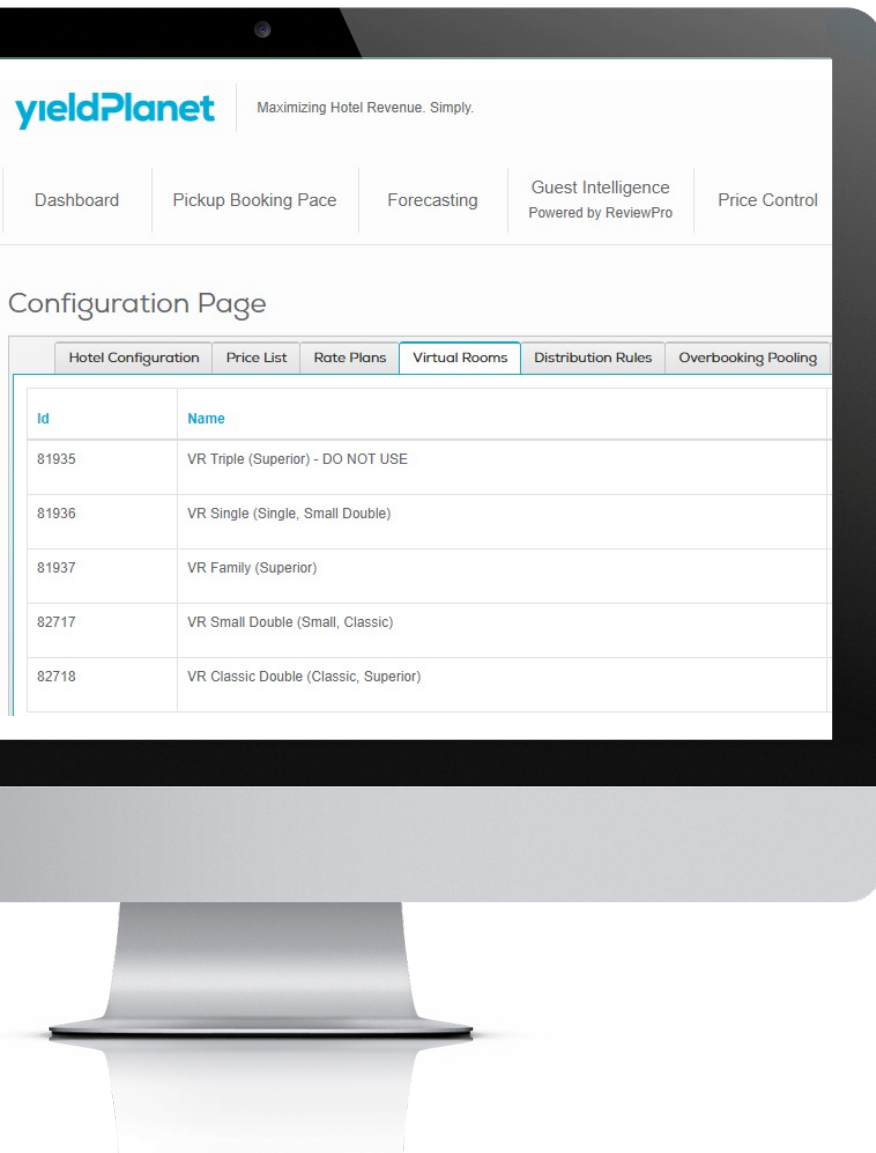 yieldPlanet
Maximizing Hotel Revenue. Simply.
Dashboard
Pickup Booking Pace
Forecasting
Guest Intelligence
Powered by ReviewPro
Price Control
Configuration Page
Hotel Configuration
Price List
Rate Plans
Virtual Rooms
Distribution Rules
Overbooking Pooling
Id Name
81935 VR Triple (Superior) - DO NOT USE
81936 VR Single (Single, Small Double)
81937 VR Family (Superior)
82717 VR Small Double (Small, Classic)
82718 VR Classic Double (Classic, Superior)